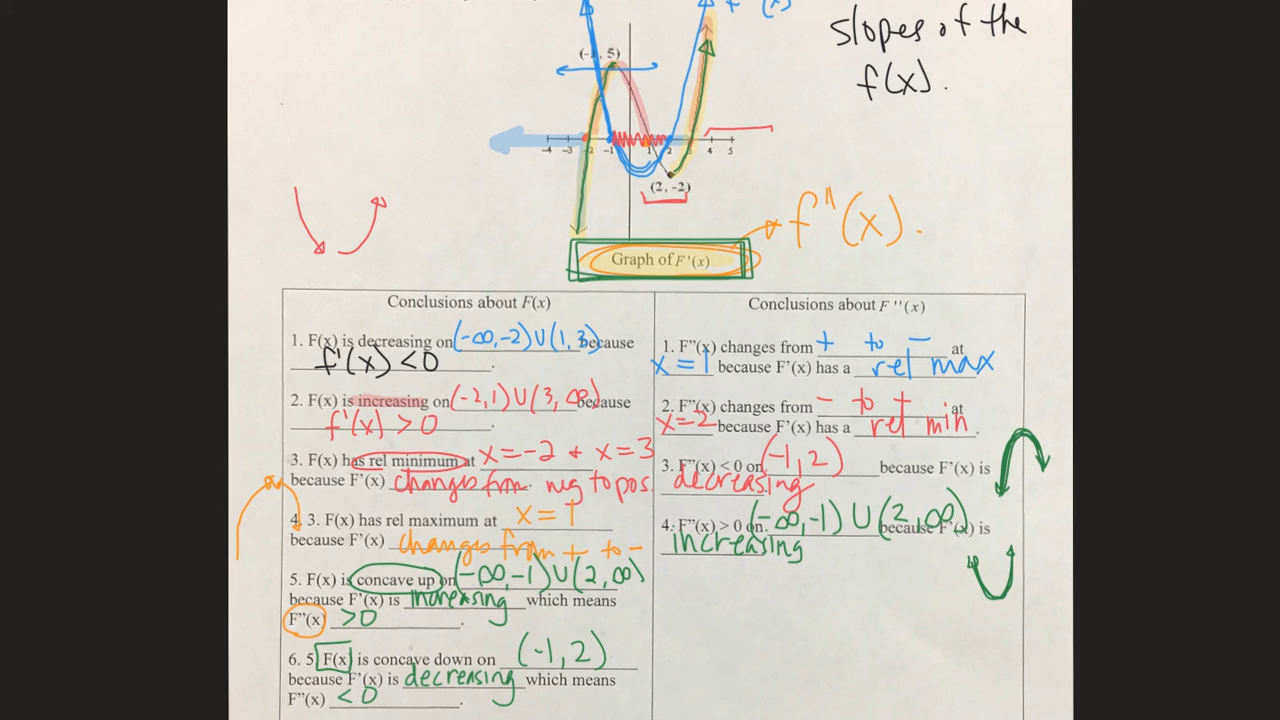 slopes of the
f(x).
(-1, 5)
-4 -3 -2 -1 1 2 4 5
(2, -2)
f"(x).
Graph of F'(x)
Conclusions about F(x)
1. F(x) is decreasing on (-∞,-2)∪(1,3) because
f'(x) <0.
2. F(x) is increasing on (-2,1)∪(3,∞) because
f'(x) >0.
3. F(x) has rel minimum at x=-2 + x=3
because F'(x) changes from neg to pos.
4. 3. F(x) has rel maximum at x=1
because F'(x) changes from + to -
5. F(x) is concave up on (-∞,-1)∪(2,∞)
because F'(x) is increasing which means
F"(x) >0.
6. 5. F(x) is concave down on (-1,2)
because F'(x) is decreasing which means
F"(x) <0.
Conclusions about F "(x)
1. F"(x) changes from + to - at
x=1 because F'(x) has a rel max
2. F"(x) changes from - to + at
x=2 because F'(x) has a rel min.
3. F"(x) < 0 on (-1,2) because F'(x) is
decreasing.
4. F"(x) > 0 on (-∞,-1)∪(2,∞) because F'(x) is
increasing